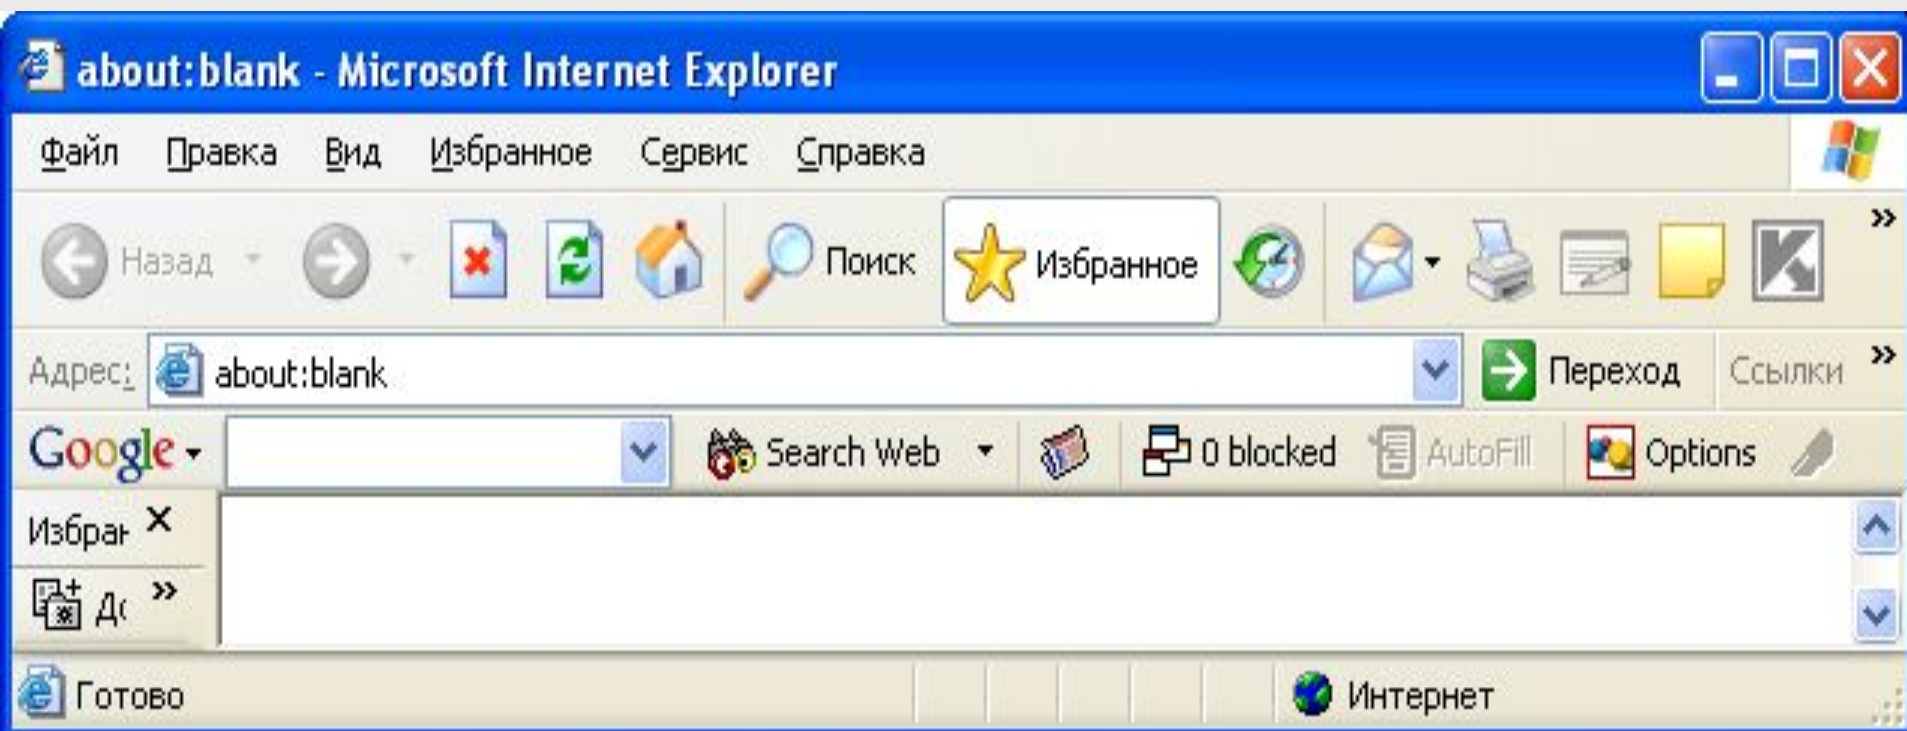 about:blank - Microsoft Internet Explorer
Файл Правка Вид Избранное Сервис Справка
Назад Поиск Избранное »
Адрес: about:blank Переход Ссылки »
Google Search Web 0 blocked AutoFill Options
Избран
До »
Готово Интернет